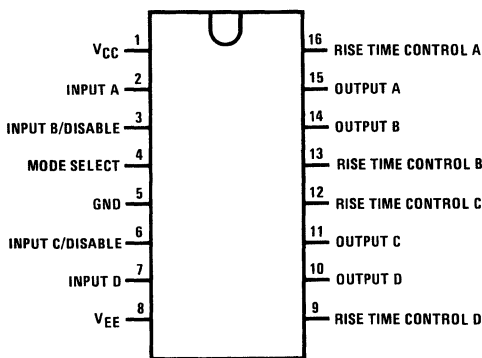 1 16
VCC RISE TIME CONTROL A
2 15
INPUT A OUTPUT A
3 14
INPUT B/DISABLE OUTPUT B
4 13
MODE SELECT RISE TIME CONTROL B
5 12
GND RISE TIME CONTROL C
6 11
INPUT C/DISABLE OUTPUT C
7 10
INPUT D OUTPUT D
8 9
VEE RISE TIME CONTROL D